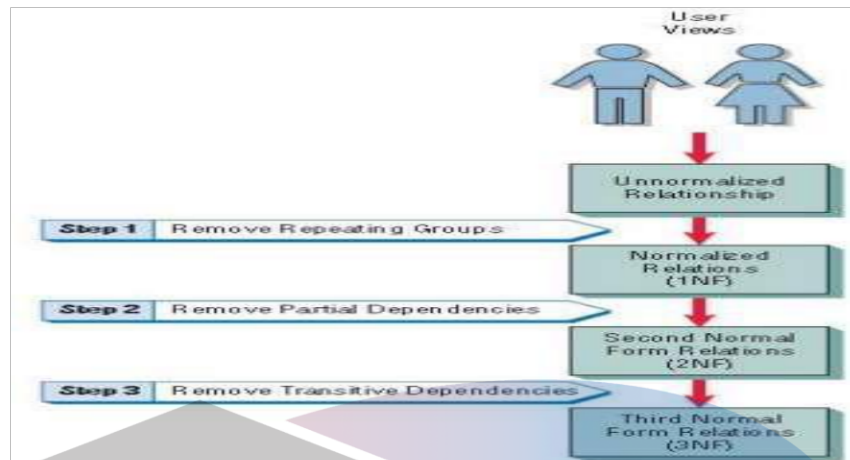 User
Views
Unnormalized
Relationship
Step 1 Remove Repeating Groups
Normalized
Relations
(1NF)
Step 2 Remove Partial Dependencies
Second Normal
Form Relations
(2NF)
Step 3 Remove Transitive Dependencies
Third Normal
Form Relations
(3NF)